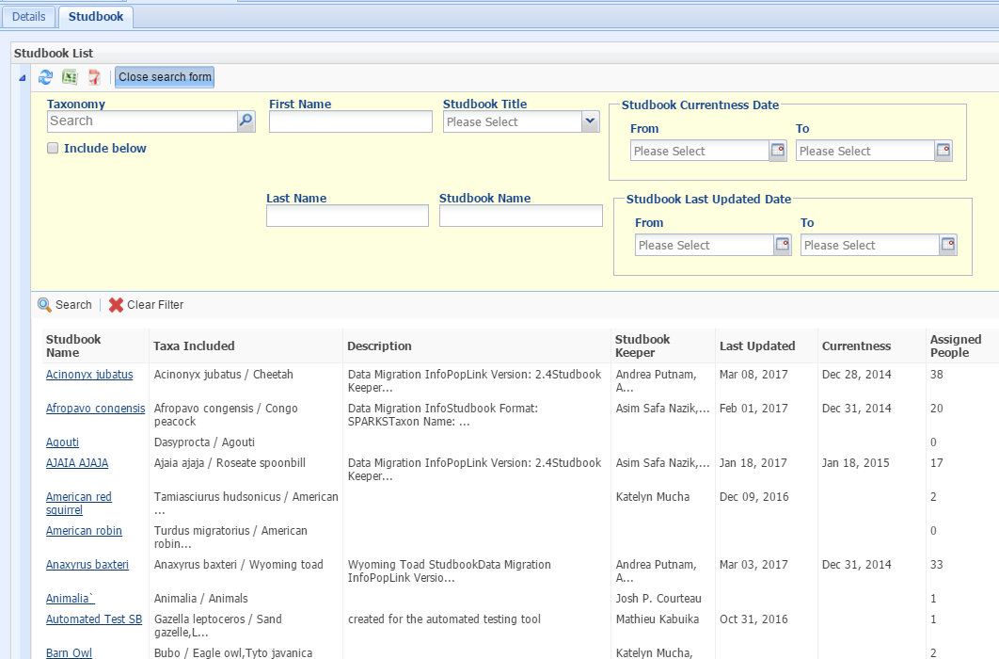 Details Studbook
Studbook List
Close search form
Taxonomy First Name Studbook Title Studbook Currentness Date
Search Please Select From To
Please Select Please Select
Include below
Last Name Studbook Name Studbook Last Updated Date
From To
Please Select Please Select
Search Clear Filter
Studbook Name Taxa Included Description Studbook Keeper Last Updated Currentness Assigned People
Acinonyx jubatus Acinonyx jubatus / Cheetah Data Migration InfoPopLink Version: 2.4Studbook Andrea Putnam, Mar 08, 2017 Dec 28, 2014 38
Keeper... A...
Afropavo congensis Afropavo congensis / Congo Data Migration InfoStudbook Format: Asim Safa Nazik,... Feb 01, 2017 Dec 31, 2014 20
peacock SPARKSTaxon Name: ...
Agouti Dasyprocta / Agouti 0
AJAIA AJAJA Ajaia ajaja / Roseate spoonbill Data Migration InfoPopLink Version: 2.4Studbook Asim Safa Nazik,... Jan 18, 2017 Jan 18, 2015 17
Keeper...
American red Tamiasciurus hudsonicus / American Katelyn Mucha Dec 09, 2016 2
squirrel ...
American robin Turdus migratorius / American 0
robin...
Anaxyrus baxteri Anaxyrus baxteri / Wyoming toad Wyoming Toad StudbookData Migration Andrea Putnam, Mar 03, 2017 Dec 31, 2014 33
InfoPopLink Versio... A...
Animalia` Animalia / Animals Josh P. Courteau 1
Automated Test SB Gazella leptoceros / Sand created for the automated testing tool Mathieu Kabuika Oct 31, 2016 1
gazelle,L...
Barn Owl Bubo / Eagle owl,Tyto javanica Katelyn Mucha, 2